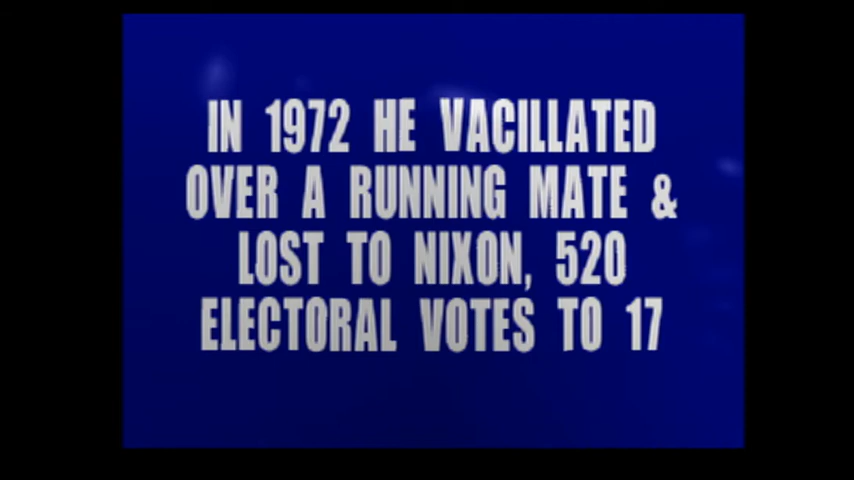 IN 1972 HE VACILLATED
OVER A RUNNING MATE &
LOST TO NIXON, 520
ELECTORAL VOTES TO 17